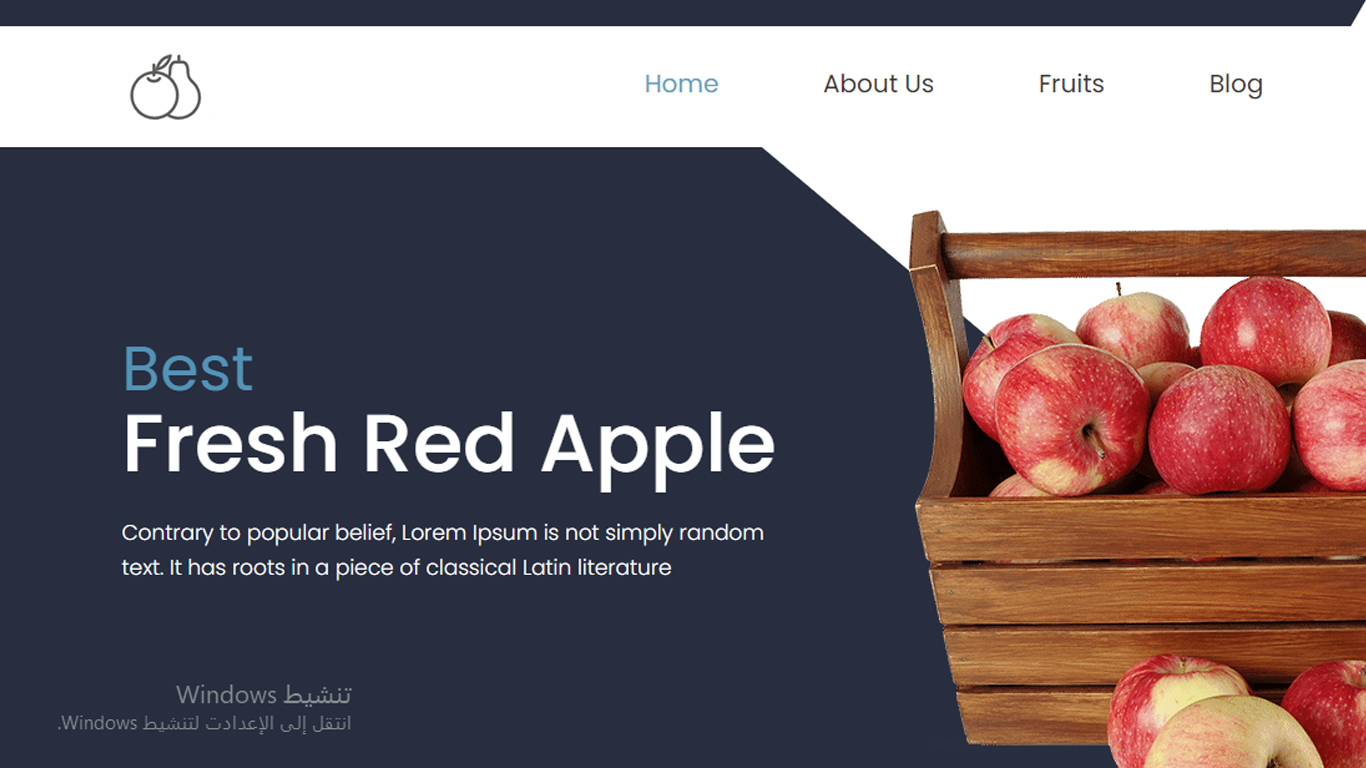 Home
About Us
Fruits
Blog
Best
Fresh Red Apple
Contrary to popular belief, Lorem Ipsum is not simply random
text. It has roots in a piece of classical Latin literature
تنشيط Windows
انتقل إلى الإعدادت لتنشيط Windows.